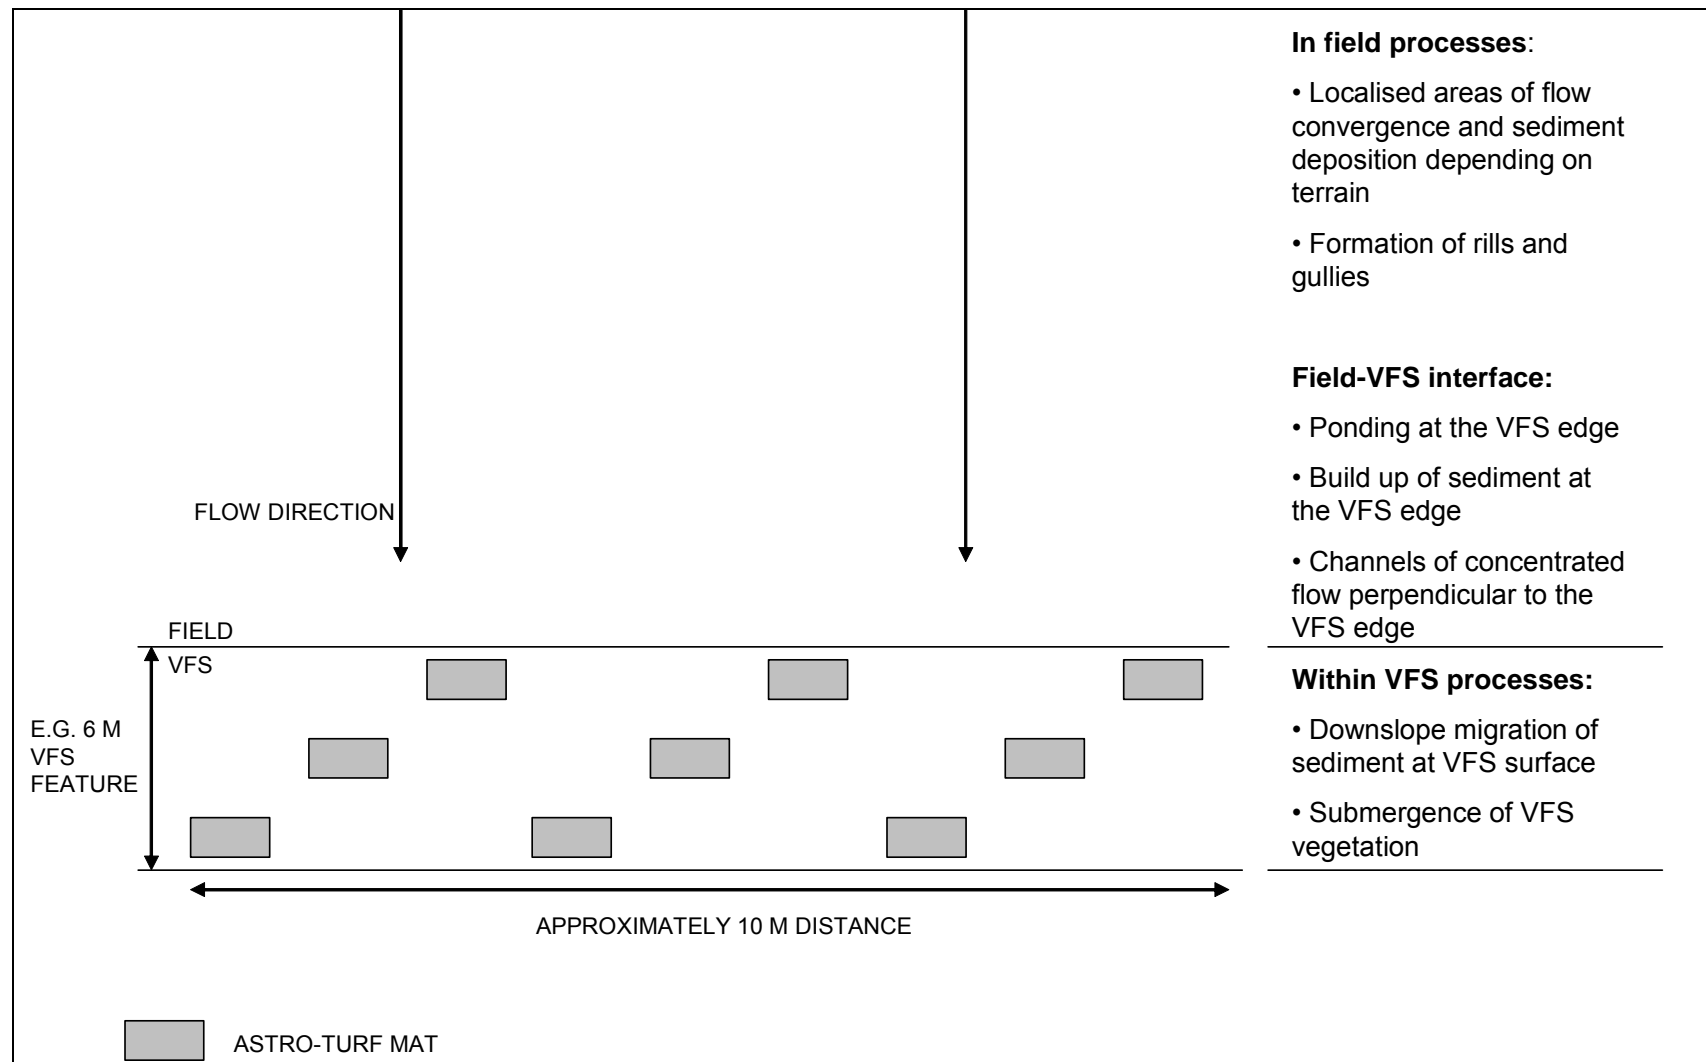 In field processes:
• Localised areas of flow
convergence and sediment
deposition depending on
terrain
• Formation of rills and
gullies
Field-VFS interface:
• Ponding at the VFS edge
• Build up of sediment at
the VFS edge
• Channels of concentrated
flow perpendicular to the
VFS edge
FLOW DIRECTION
FIELD
VFS
E.G. 6 M
VFS
FEATURE
Within VFS processes:
• Downslope migration of
sediment at VFS surface
• Submergence of VFS
vegetation
APPROXIMATELY 10 M DISTANCE
ASTRO-TURF MAT